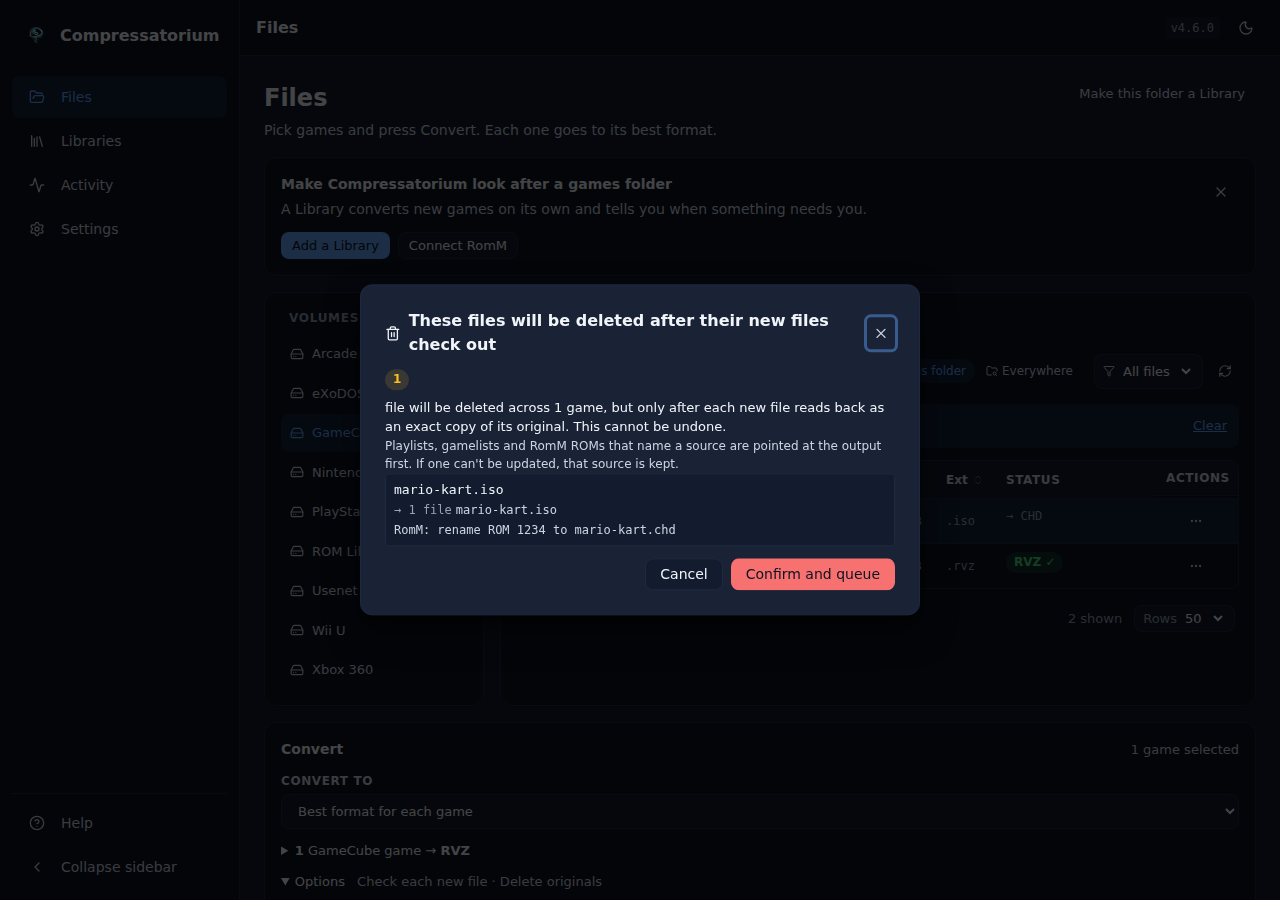 Compressatorium
Files
v4.6.0
Files
Libraries
Activity
Settings
Files
Make this folder a Library
Pick games and press Convert. Each one goes to its best format.
Make Compressatorium look after a games folder
A Library converts new games on its own and tells you when something needs you.
Add a Library
Connect RomM
VOLUMES
Arcade
GameC
Wii U
Xbox 360
folder
Everywhere
All files
Clear
Ext
STATUS
ACTIONS
.iso
→ CHD
.rvz
RVZ ✓
2 shown
Rows 50
These files will be deleted after their new files
check out
1
file will be deleted across 1 game, but only after each new file reads back as
an exact copy of its original. This cannot be undone.
Playlists, gamelists and RomM ROMs that name a source are pointed at the output
first. If one can't be updated, that source is kept.
mario-kart.iso
→ 1 file mario-kart.iso
RomM: rename ROM 1234 to mario-kart.chd
Cancel
Confirm and queue
Convert
1 game selected
CONVERT TO
Best format for each game
1 GameCube game → RVZ
Options Check each new file · Delete originals
Help
Collapse sidebar